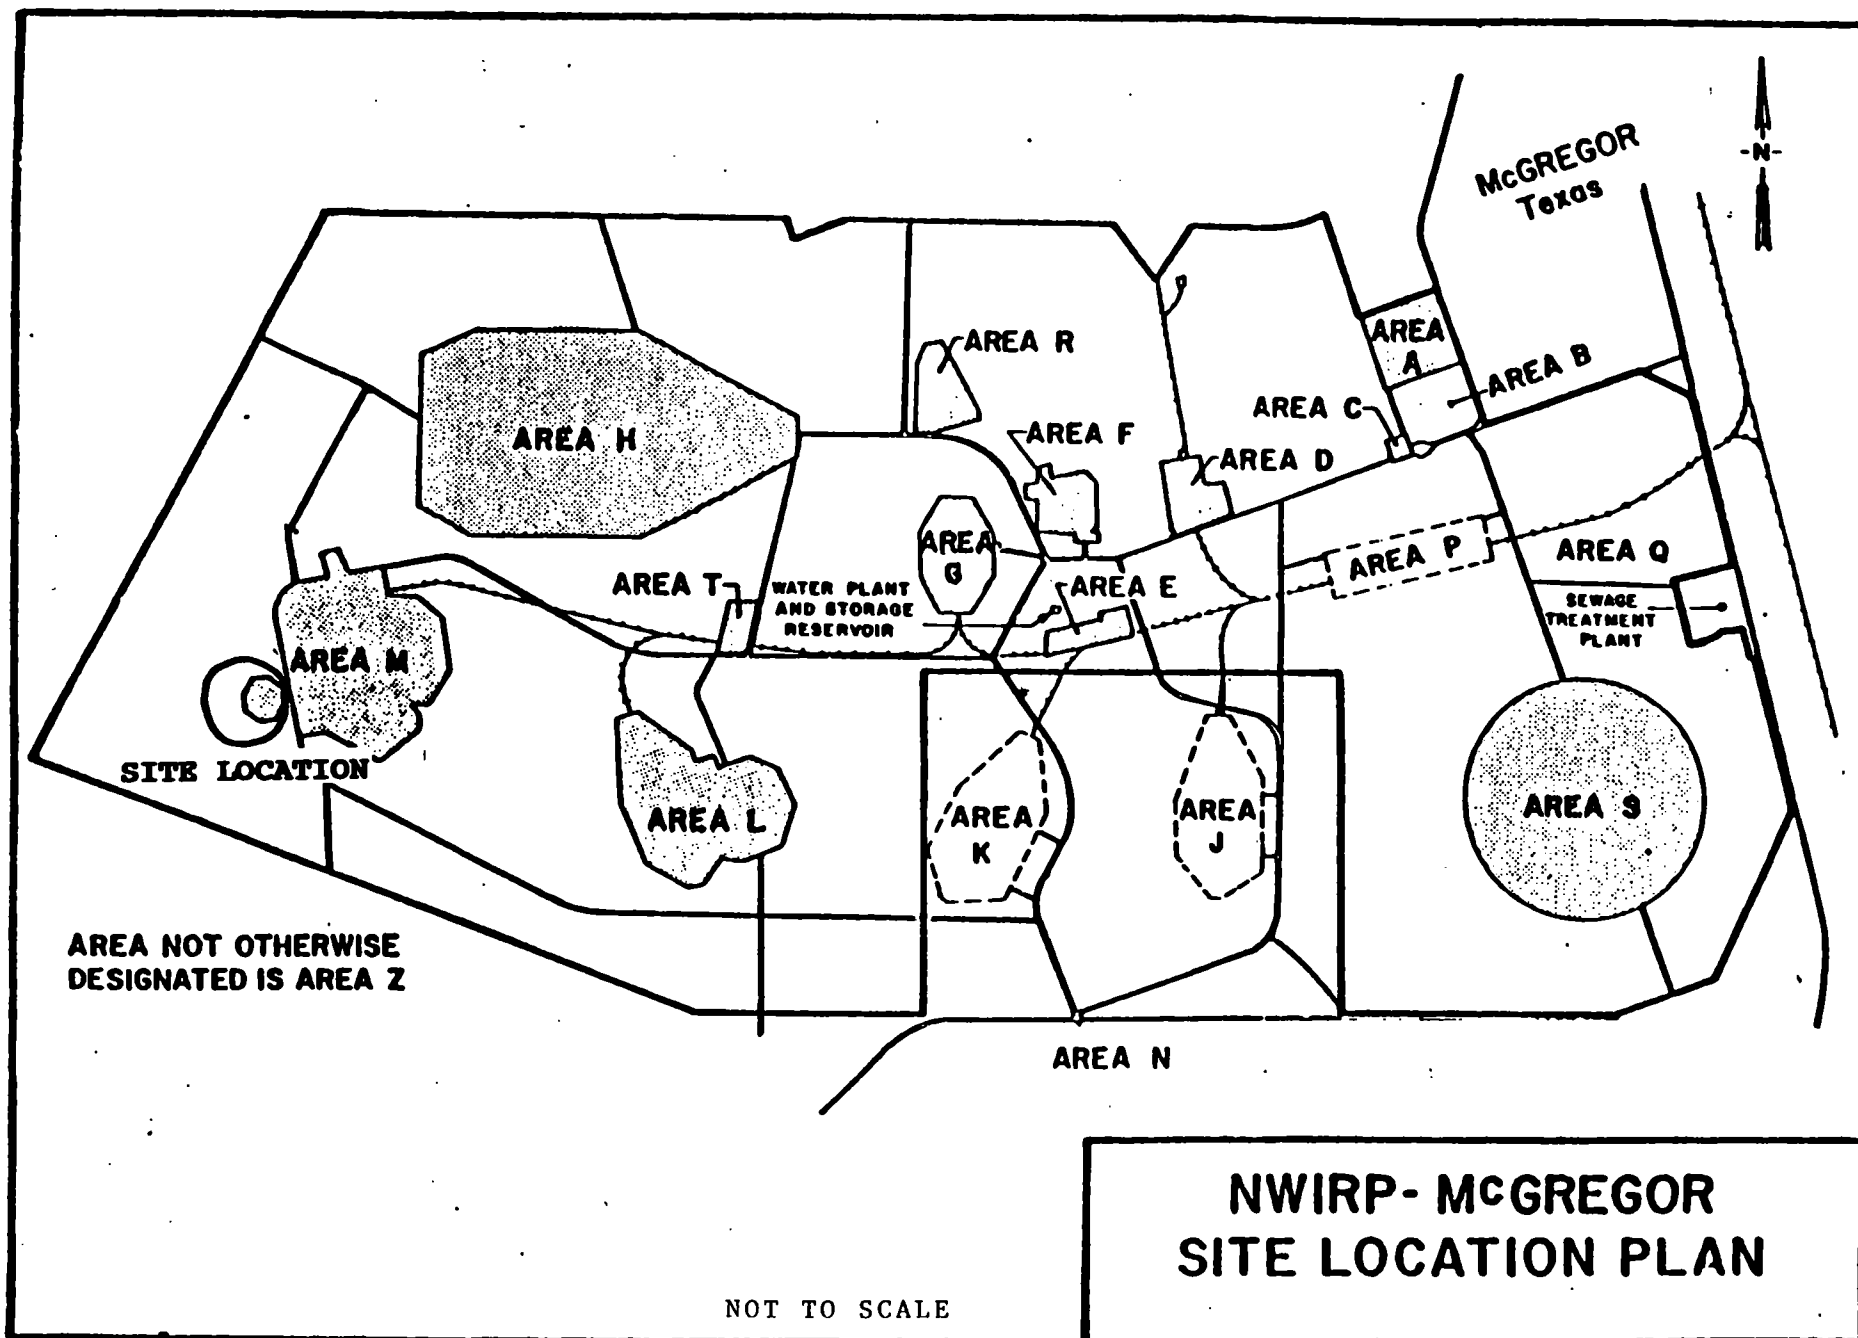 McGREGOR
Texas
-N-
AREA R
AREA
A
AREA B
AREA C
AREA F
AREA H
AREA D
AREA
G
AREA P
AREA Q
AREA T
WATER PLANT
AND STORAGE
RESERVOIR
AREA E
SEWAGE
TREATMENT
PLANT
AREA M
SITE LOCATION
AREA L
AREA
K
AREA
J
AREA S
AREA NOT OTHERWISE
DESIGNATED IS AREA Z
AREA N
NWIRP- McGREGOR
SITE LOCATION PLAN
NOT TO SCALE